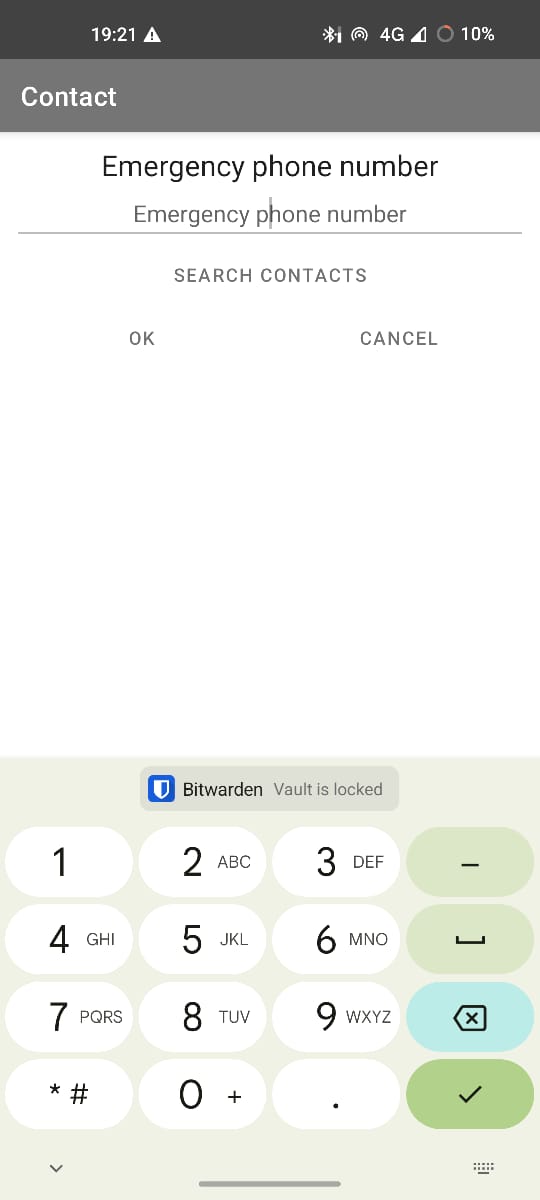 19:21 4G 10%
Contact
Emergency phone number
Emergency phone number
SEARCH CONTACTS
OK CANCEL
Bitwarden Vault is locked
1 2 ABC 3 DEF –
4 GHI 5 JKL 6 MNO
7 PQRS 8 TUV 9 WXYZ
* # 0 + .